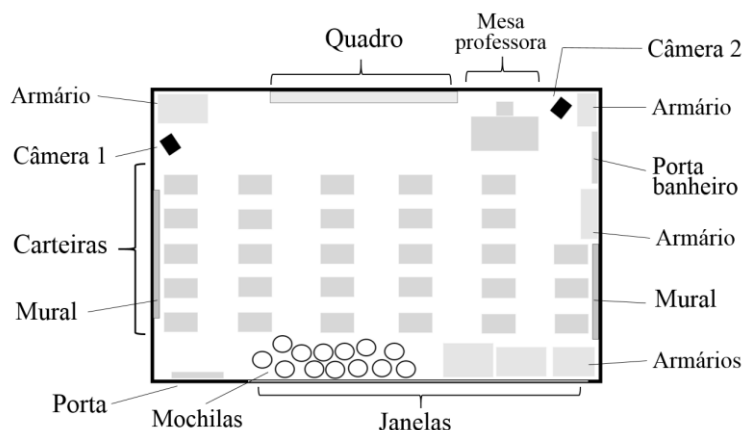 Quadro
Mesa
professora
Câmera 2
Armário
Armário
Câmera 1
Porta
banheiro
Carteiras
Armário
Mural
Mural
Armários
Porta
Mochilas
Janelas